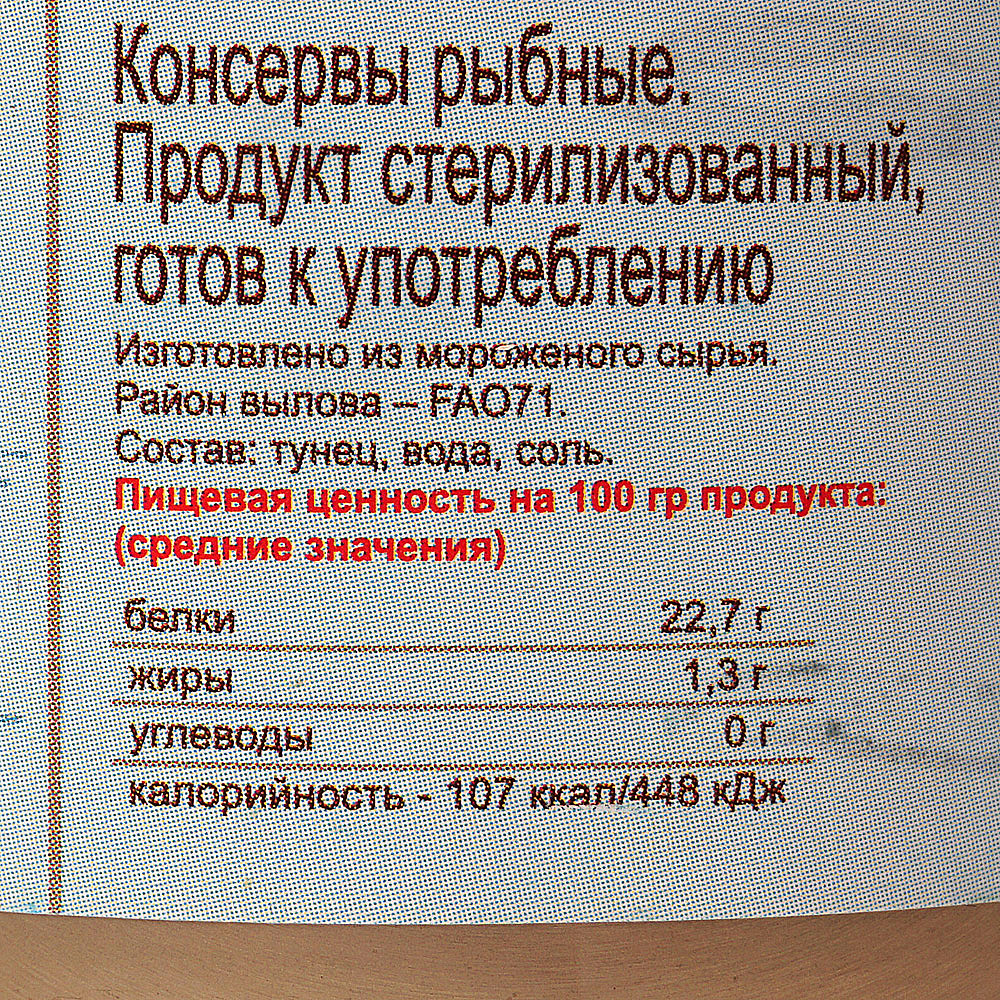 Консервы рыбные.
Продукт стерилизованный,
готов к употреблению
Изготовлено из мороженого сырья.
Район вылова – FAO71.
Состав: тунец, вода, соль.
Пищевая ценность на 100 гр продукта:
(средние значения)
белки 22,7 г
жиры 1,3 г
углеводы 0 г
калорийность - 107 ккал/448 кДж